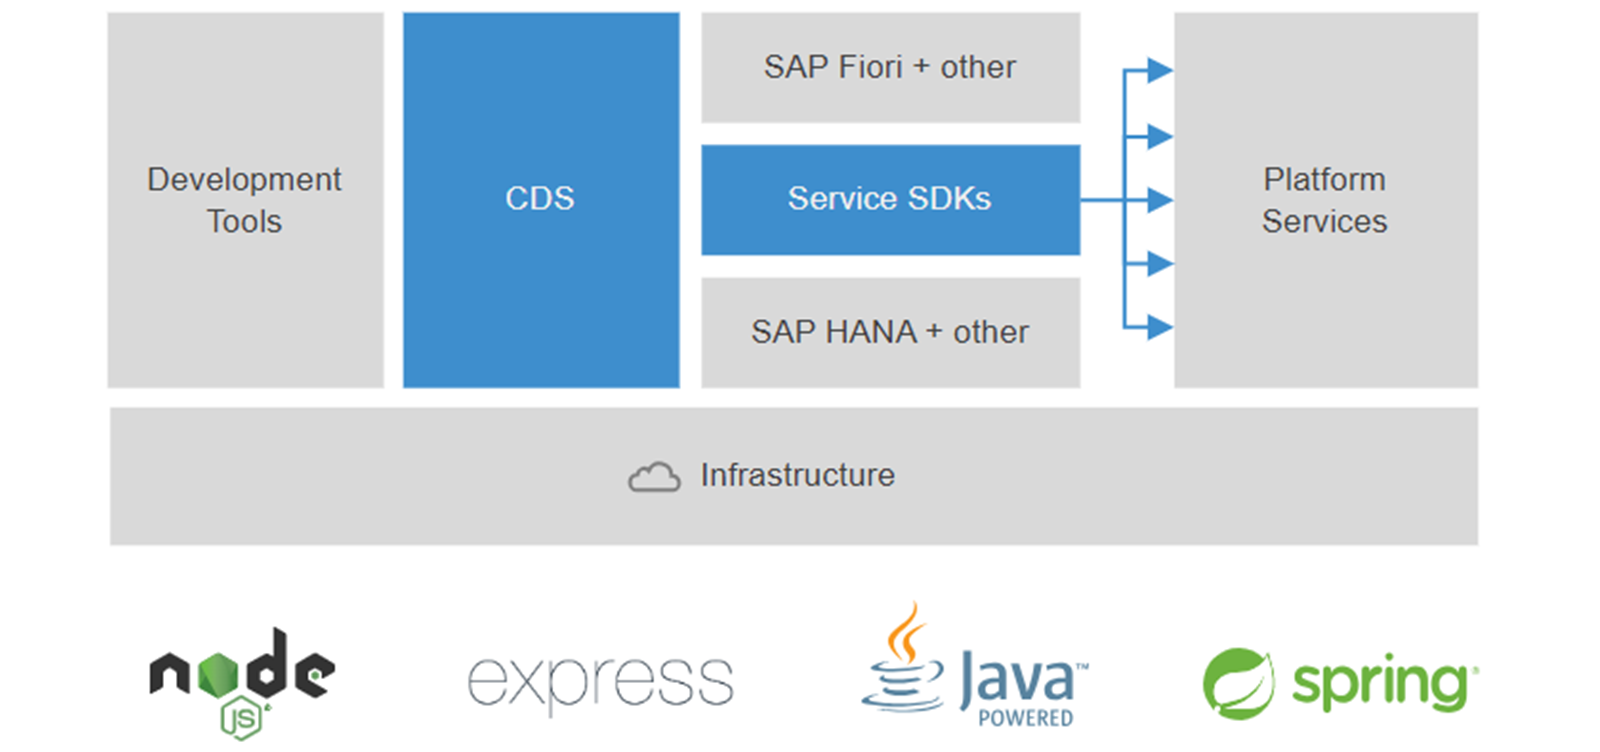 Development
Tools
CDS
SAP Fiori + other
Service SDKs
SAP HANA + other
Platform
Services
Infrastructure
node
JS
express
Java™
POWERED
spring®